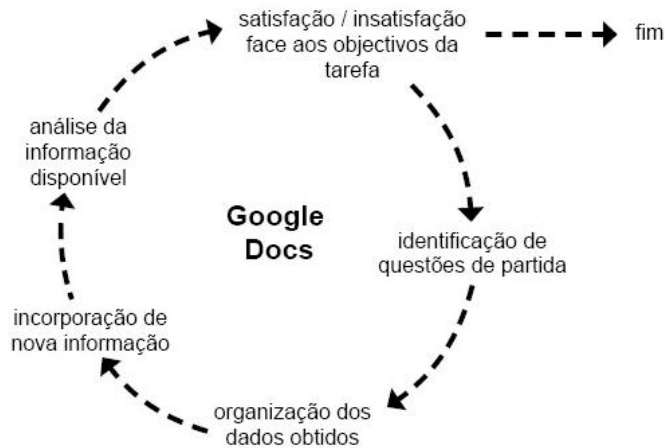 satisfação / insatisfação
face aos objectivos da
tarefa
fim
identificação de
questões de partida
organização dos
dados obtidos
incorporação de
nova informação
análise da
informação
disponível
Google
Docs